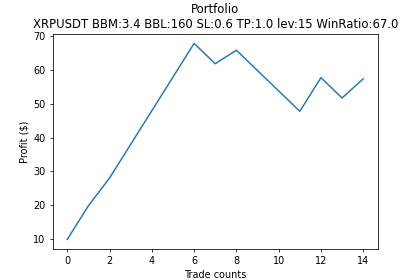 Portfolio
XRPUSDT BBM:3.4 BBL:160 SL:0.6 TP:1.0 lev:15 WinRatio:67.0
70
60
50
40
30
20
10
Profit ($)
0 2 4 6 8 10 12 14
Trade counts